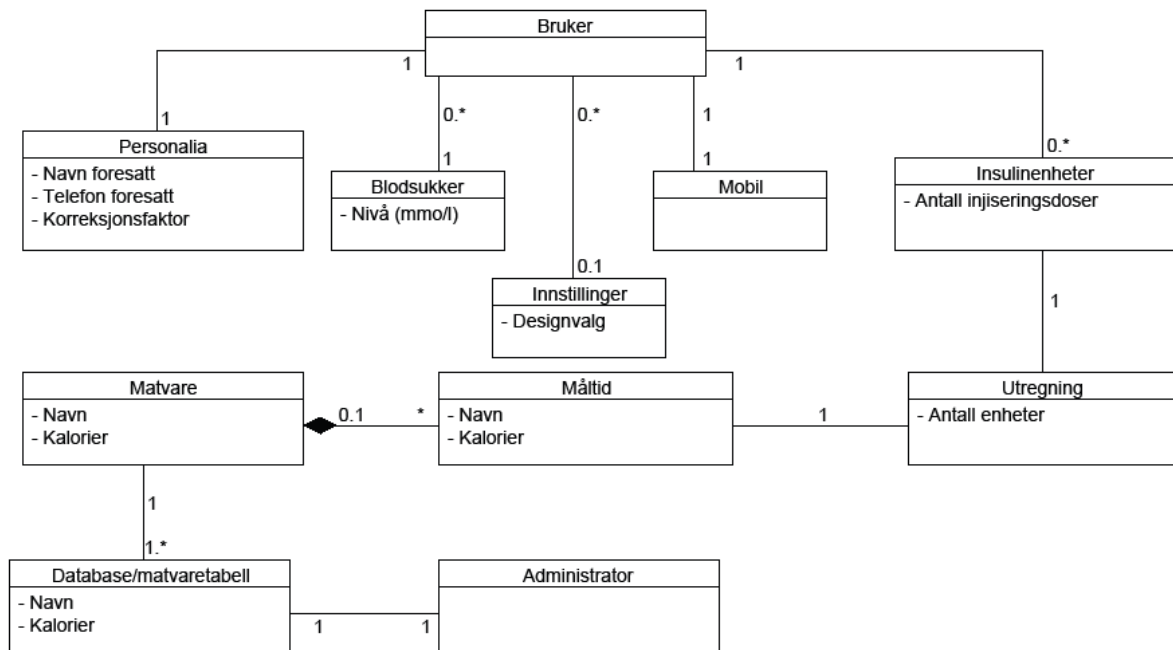 Bruker
1
1
0.*
0.*
1
1
1
1
1
0.*
Personalia
- Navn foresatt
- Telefon foresatt
- Korreksjonsfaktor
Blodsukker
- Nivå (mmo/l)
Mobil
Insulinenheter
- Antall injiseringsdoser
0.1
Innstillinger
- Designvalg
1
Matvare
- Navn
- Kalorier
0.1
*
Måltid
- Navn
- Kalorier
1
Utregning
- Antall enheter
1
1.*
Database/matvaretabell
- Navn
- Kalorier
1
1
Administrator